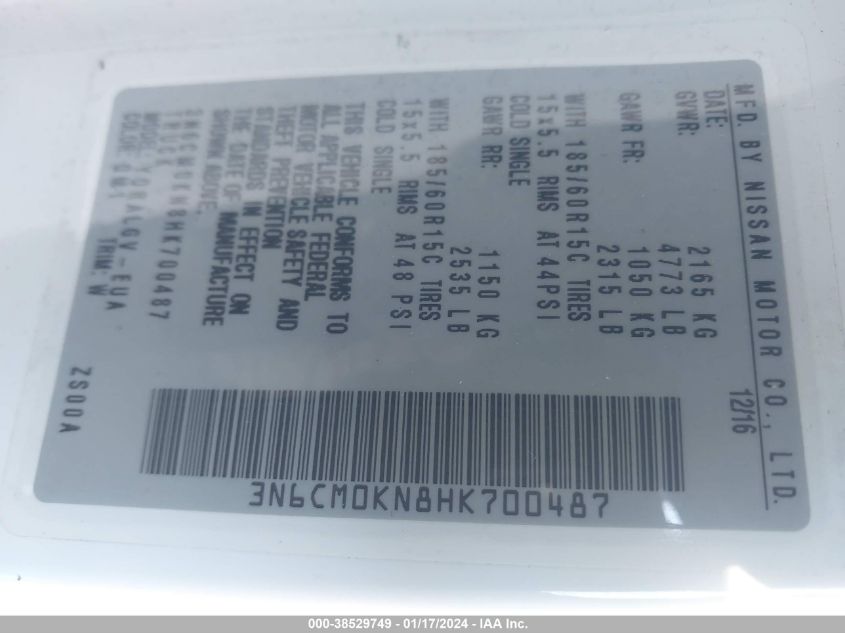 MFD. BY NISSAN MOTOR CO., LTD.
DATE: 12/16
GVWR: 2165 KG
4773 LB
GAWR FR: 1050 KG
2315 LB
WITH 185/60R15C TIRES
15x5.5 RIMS AT 44PSI
COLD SINGLE
GAWR RR: 1150 KG
2535 LB
WITH 185/60R15C TIRES
15x5.5 RIMS AT 48 PSI
COLD SINGLE
THIS VEHICLE CONFORMS TO
ALL APPLICABLE FEDERAL
MOTOR VEHICLE SAFETY AND
THEFT PREVENTION
STANDARDS IN EFFECT ON
THE DATE OF MANUFACTURE
SHOWN ABOVE.
3N6CM0KN8HK700487
TRUCK
MODEL: -EUA
COLOR: QM1 TRIM: W
ZS00A
3N6CM0KN8HK700487
000-38529749 - 01/17/2024 - IAA Inc.